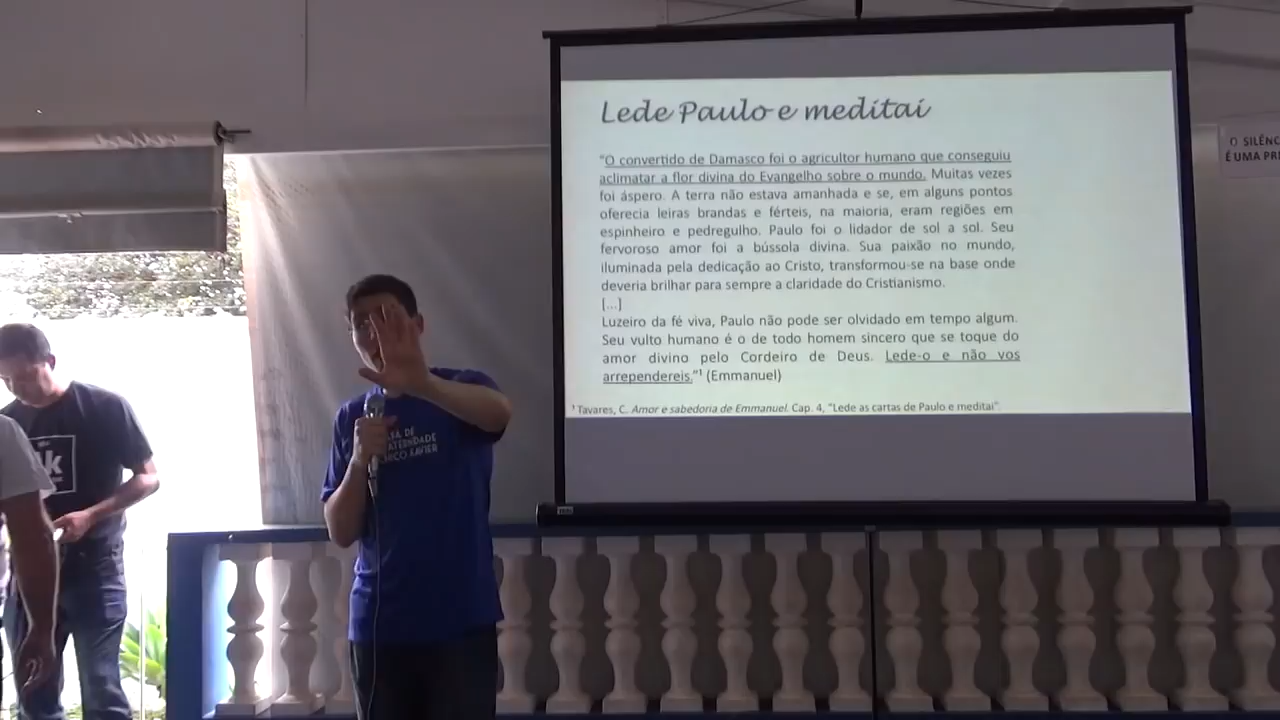 Lede Paulo e meditai
"O convertido de Damasco foi o agricultor humano que conseguiu
aclimatar a flor divina do Evangelho sobre o mundo. Muitas vezes
foi áspero. A terra não estava amanhada e se, em alguns pontos
oferecia leiras brandas e férteis, na maioria, eram regiões em
espinheiro e pedregulho. Paulo foi o lidador de sol a sol. Seu
fervoroso amor foi a bússola divina. Sua paixão no mundo,
iluminada pela dedicação ao Cristo, transformou-se na base onde
deveria brilhar para sempre a claridade do Cristianismo.
[...]
Luzeiro da fé viva, Paulo não pode ser olvidado em tempo algum.
Seu vulto humano é o de todo homem sincero que se toque do
amor divino pelo Cordeiro de Deus. Lede-o e não vos
arrependereis."¹ (Emmanuel)
¹ Tavares, C. Amor e sabedoria de Emmanuel. Cap. 4, "Lede as cartas de Paulo e meditai".
O SILÊNC
É UMA PR
DE
XAVIER
k